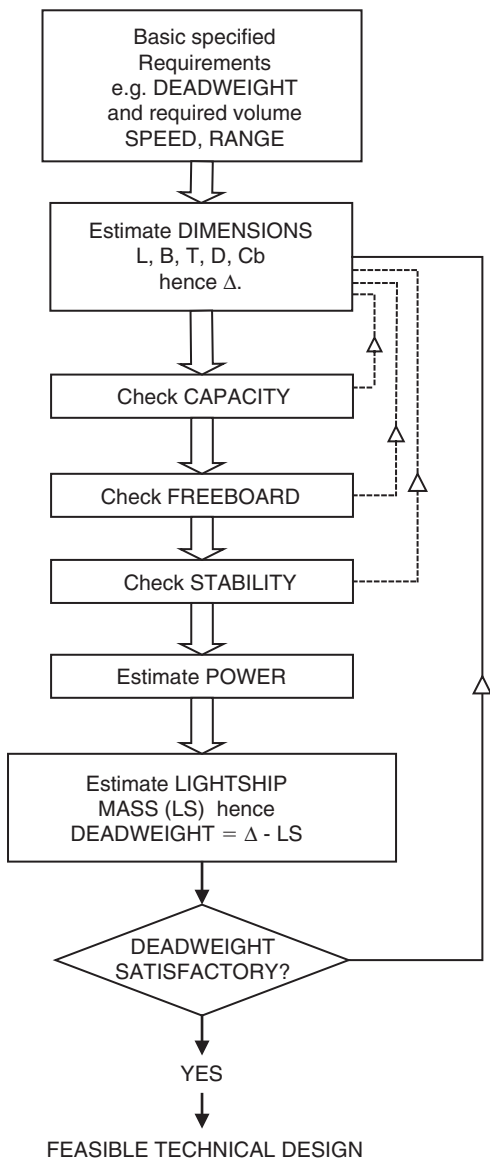 Basic specified
Requirements
e.g. DEADWEIGHT
and required volume
SPEED, RANGE
Estimate DIMENSIONS
L, B, T, D, Cb
hence Δ.
Check CAPACITY
Check FREEBOARD
Check STABILITY
Estimate POWER
Estimate LIGHTSHIP
MASS (LS) hence
DEADWEIGHT = Δ - LS
DEADWEIGHT
SATISFACTORY?
YES
FEASIBLE TECHNICAL DESIGN